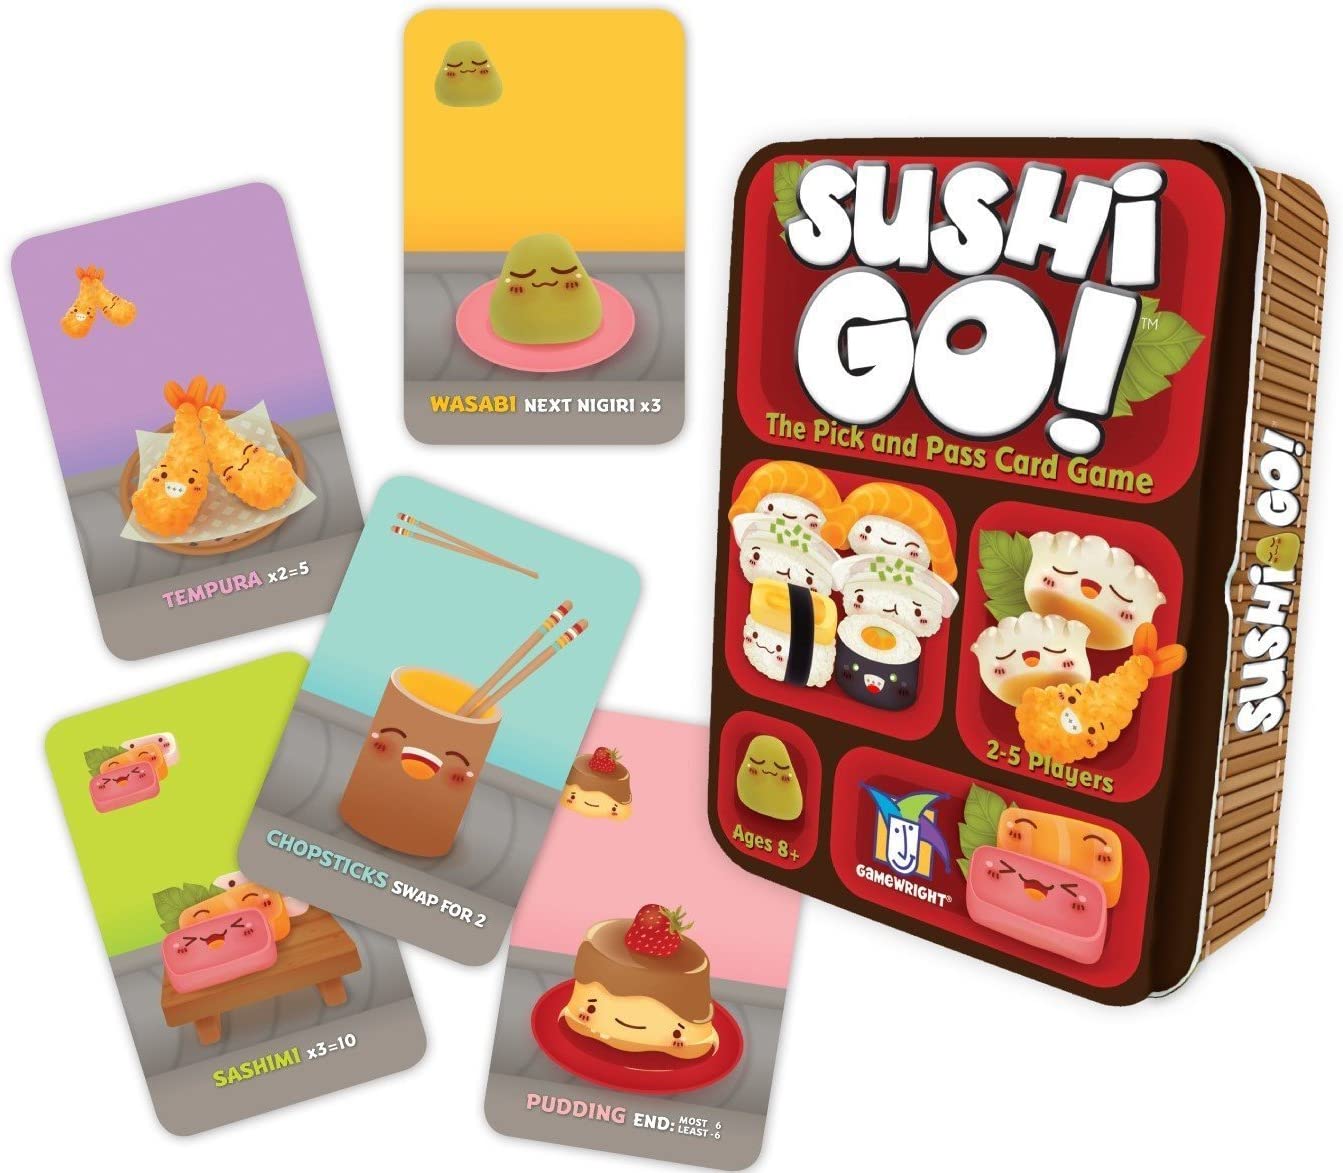 WASABI NEXT NIGIRI x3
TEMPURA x2=5
CHOPSTICKS SWAP FOR 2
SASHIMI x3=10
PUDDING END: MOST 6
LEAST -6
SUSHi
GO!™
The Pick and Pass Card Game
2-5 Players
Ages 8+
GAMEWRIGHT®
SUSHi GO!